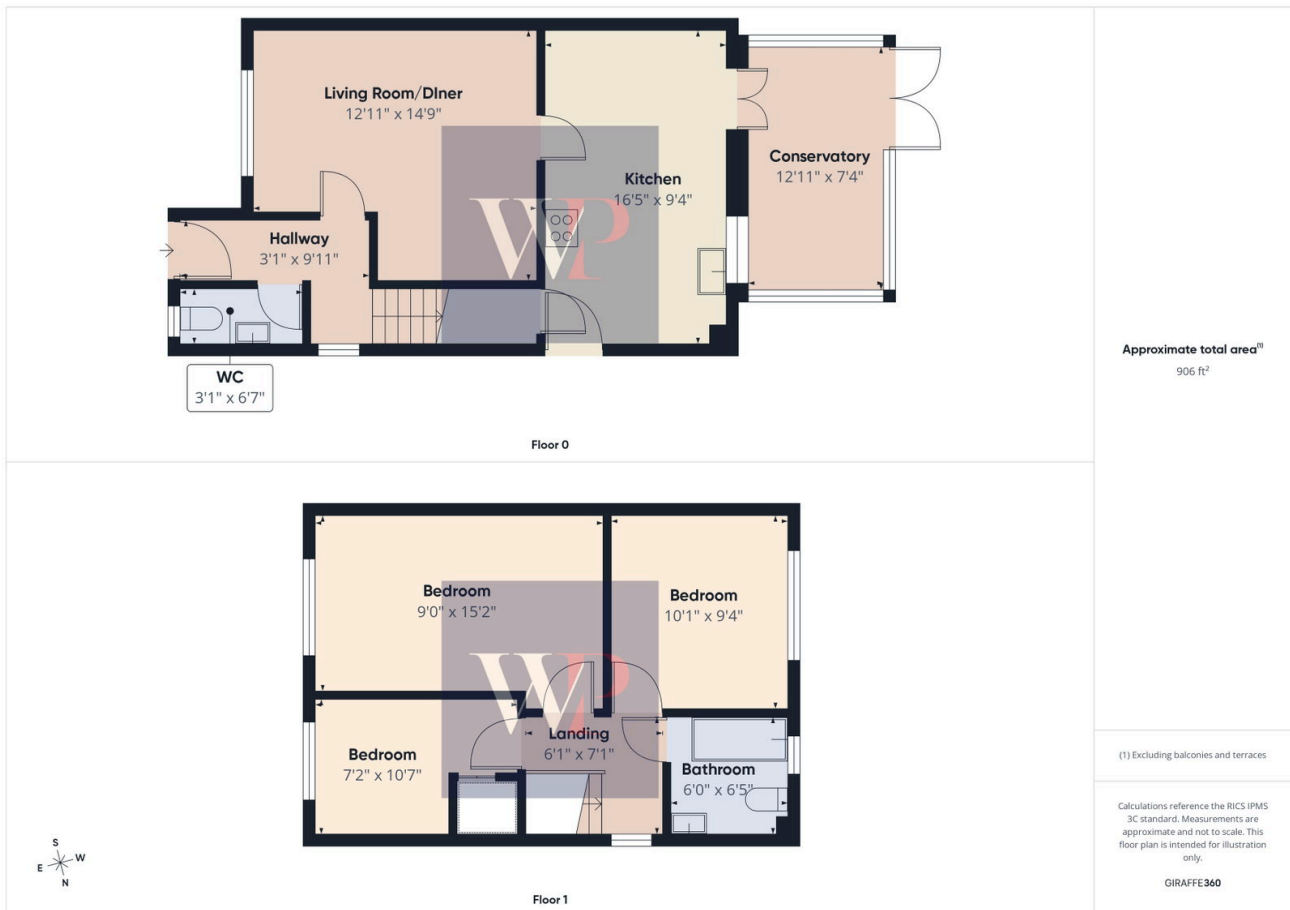 Living Room/DIner
12'11" x 14'9"
Kitchen
16'5" x 9'4"
Conservatory
12'11" x 7'4"
Hallway
3'1" x 9'11"
WC
3'1" x 6'7"
WP
Floor 0
Approximate total area(1)
906 ft²
Bedroom
9'0" x 15'2"
Bedroom
10'1" x 9'4"
Bedroom
7'2" x 10'7"
Landing
6'1" x 7'1"
Bathroom
6'0" x 6'5"
WP
S
W
E
N
Floor 1
(1) Excluding balconies and terraces
Calculations reference the RICS IPMS
3C standard. Measurements are
approximate and not to scale. This
floor plan is intended for illustration
only.
GIRAFFE360